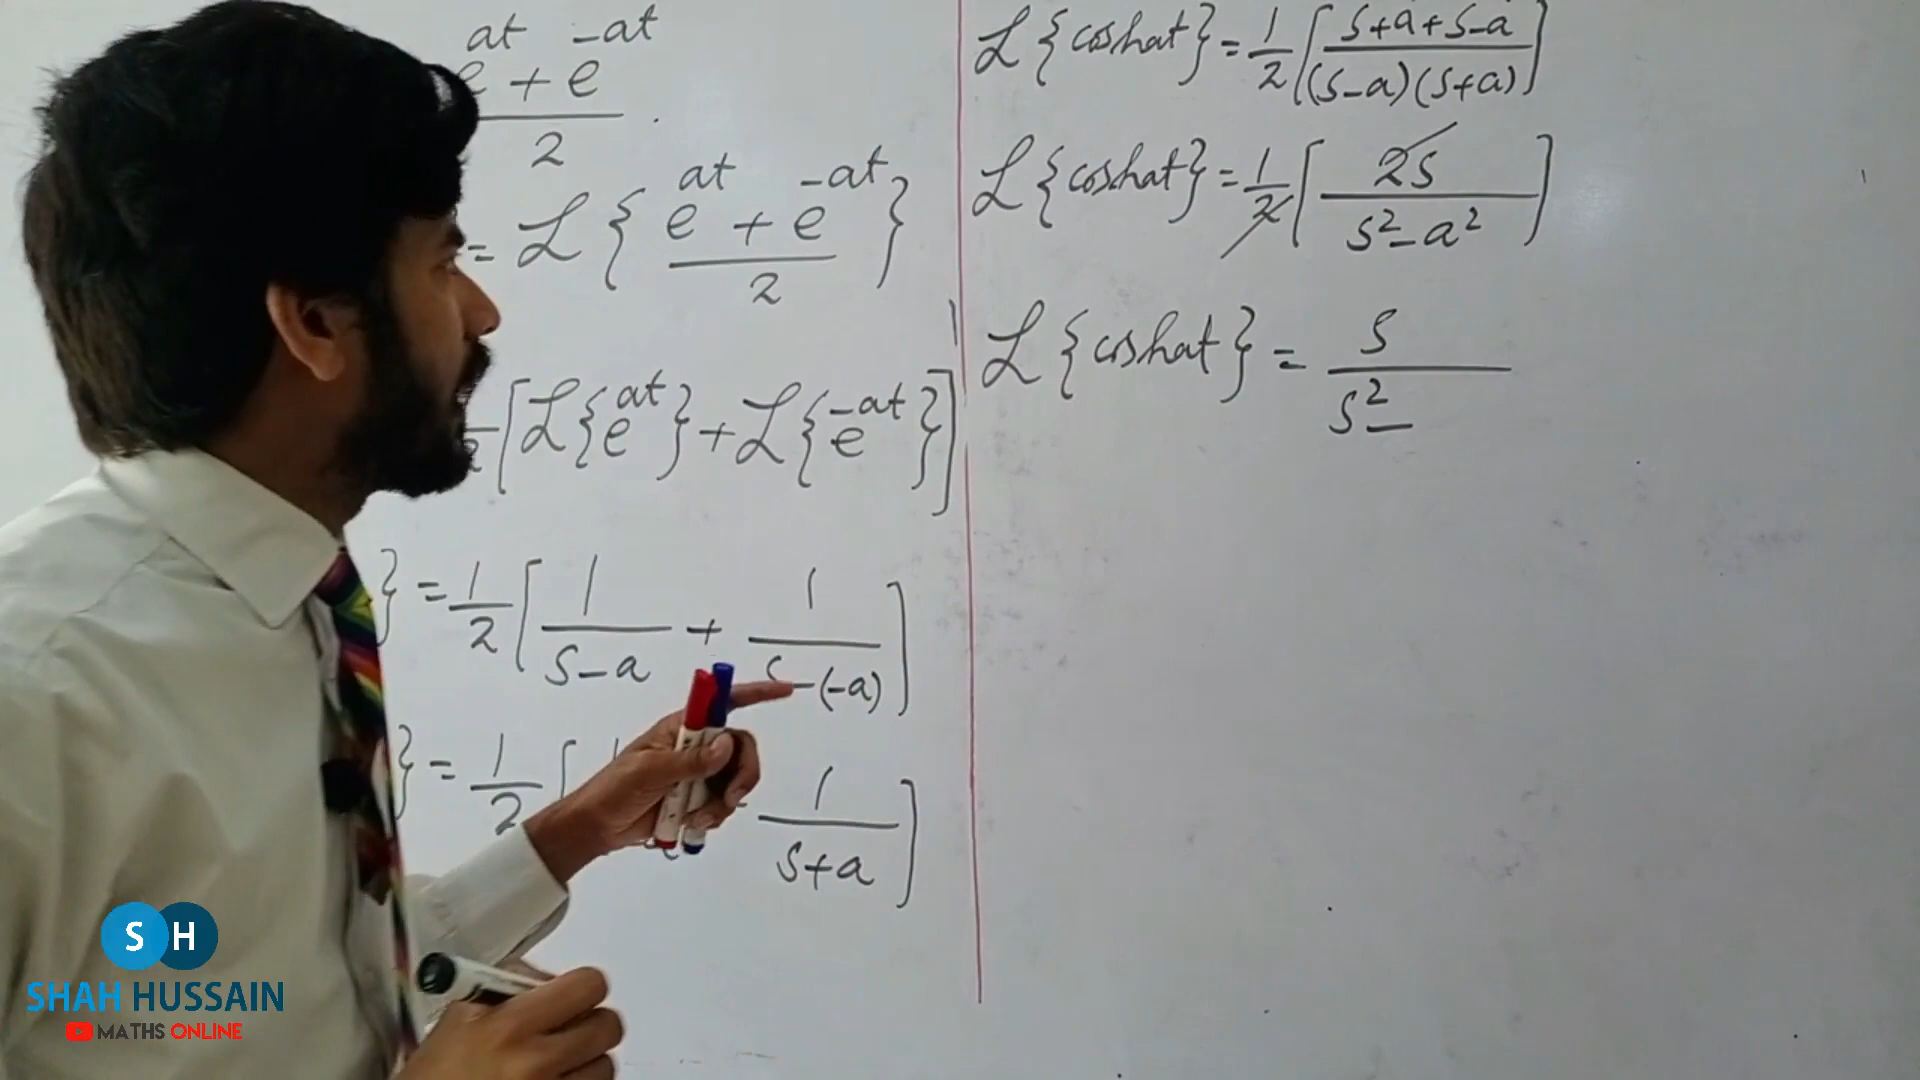 e^{at} + e^{-at}
2
= ℒ { e^{at} + e^{-at} }
2
[ℒ{e^{at}} + ℒ{e^{-at}}]
} = 1/2 [ 1/(s-a) + 1/(s-(-a)) ]
} = 1/2 [ 1 1/(s+a) ]
ℒ{coshat} = 1/2 [ (s+a+s-a)/((s-a)(s+a)) ]
ℒ{coshat} = 1/2 [ 2s/(s²-a²) ]
ℒ{coshat} = s
s² -
SH
SHAH HUSSAIN
MATHS ONLINE